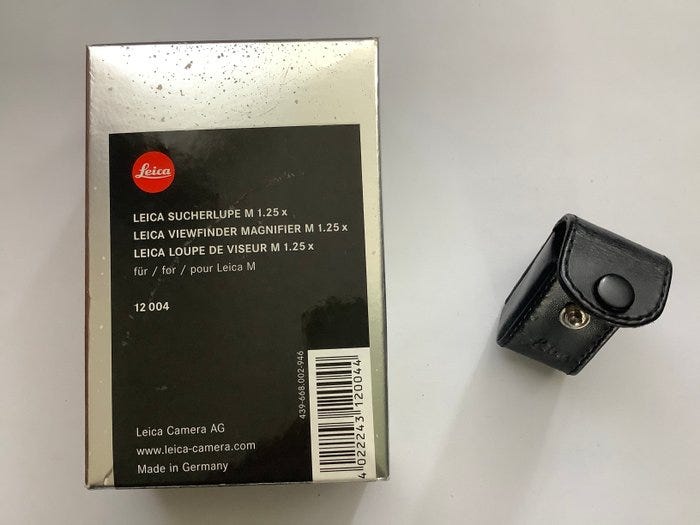 Leica
LEICA SUCHERLUPE M 1.25 x
LEICA VIEWFINDER MAGNIFIER M 1.25 x
LEICA LOUPE DE VISEUR M 1.25 x
für / for / pour Leica M
12 004
Leica Camera AG
www.leica-camera.com
Made in Germany
439-668.002-946
4 022243 120044
Leica